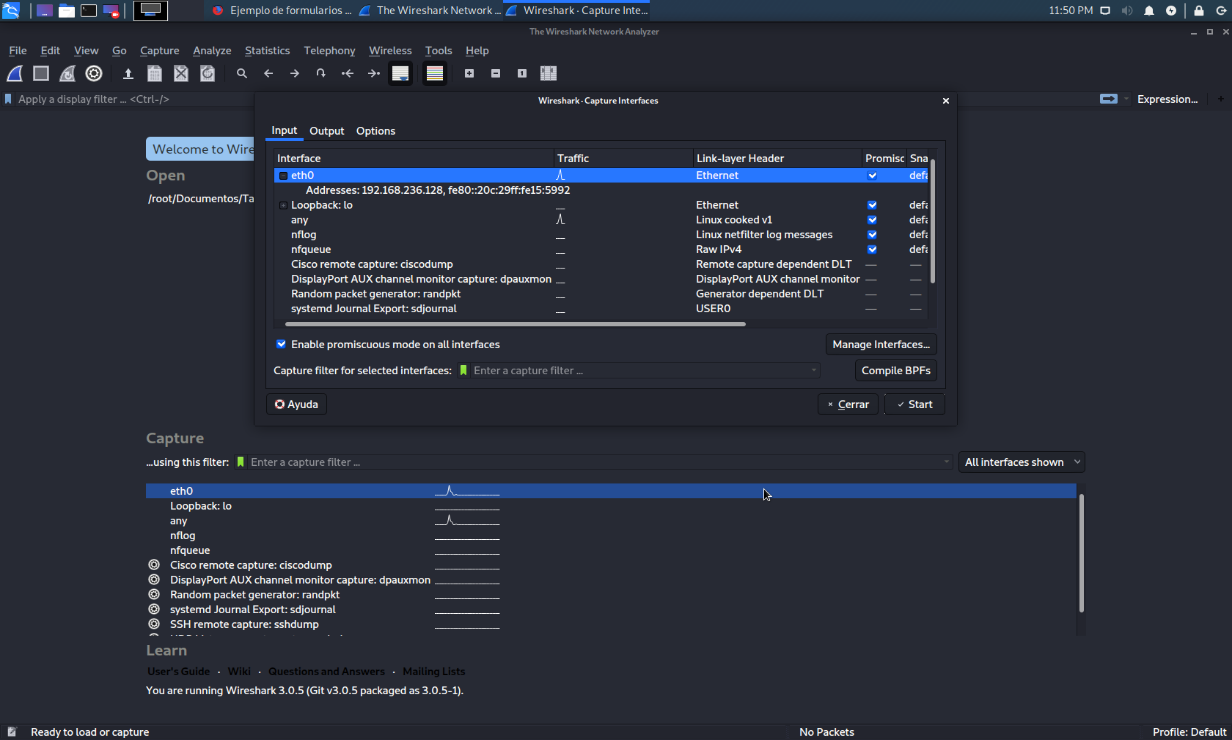 Ejemplo de formularios ... The Wireshark Network ... Wireshark · Capture Inte... 11:50 PM
The Wireshark Network Analyzer
File Edit View Go Capture Analyze Statistics Telephony Wireless Tools Help
Apply a display filter ... <Ctrl-/> Expression... +
Wireshark · Capture Interfaces
Input Output Options
Welcome to Wire
Interface Traffic Link-layer Header Promisc Sna
Open
eth0 Ethernet defa
Addresses: 192.168.236.128, fe80::20c:29ff:fe15:5992
/root/Documentos/Ta
Loopback: lo Ethernet defa
any Linux cooked v1 defa
nflog Linux netfilter log messages defa
nfqueue Raw IPv4 defa
Cisco remote capture: ciscodump Remote capture dependent DLT — —
DisplayPort AUX channel monitor capture: dpauxmon DisplayPort AUX channel monitor — —
Random packet generator: randpkt Generator dependent DLT — —
systemd Journal Export: sdjournal USER0 — —
Enable promiscuous mode on all interfaces Manage Interfaces...
Capture filter for selected interfaces: Enter a capture filter ... Compile BPFs
Ayuda Cerrar Start
Capture
...using this filter: Enter a capture filter ... All interfaces shown
eth0
Loopback: lo
any
nflog
nfqueue
Cisco remote capture: ciscodump
DisplayPort AUX channel monitor capture: dpauxmon
Random packet generator: randpkt
systemd Journal Export: sdjournal
SSH remote capture: sshdump
Learn
User's Guide · Wiki · Questions and Answers · Mailing Lists
You are running Wireshark 3.0.5 (Git v3.0.5 packaged as 3.0.5-1).
Ready to load or capture No Packets Profile: Default